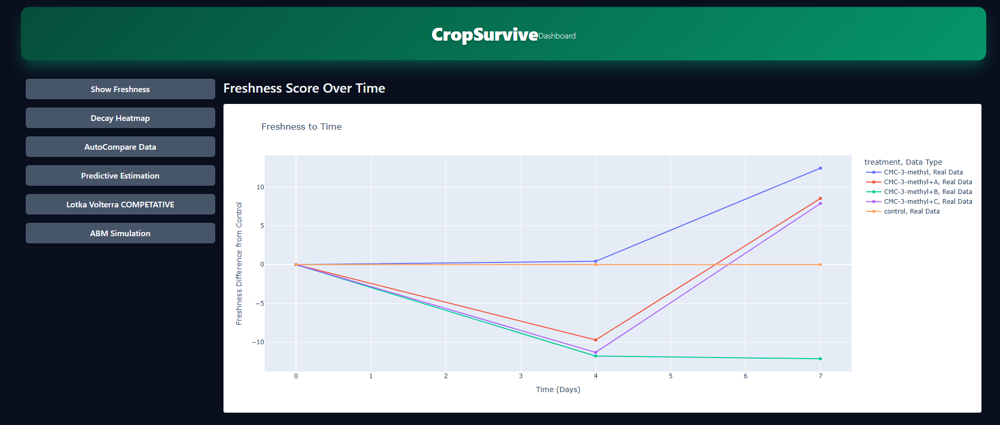 CropSurvive Dashboard
Show Freshness
Decay Heatmap
AutoCompare Data
Predictive Estimation
Lotka Volterra COMPETATIVE
ABM Simulation
Freshness Score Over Time
Freshness to Time
Freshness Difference from Control
10
5
0
−5
−10
0 1 2 3 4 5 6 7
Time (Days)
treatment, Data Type
CMC-3-methyl, Real Data
CMC-3-methyl+A, Real Data
CMC-3-methyl+B, Real Data
CMC-3-methyl+C, Real Data
control, Real Data